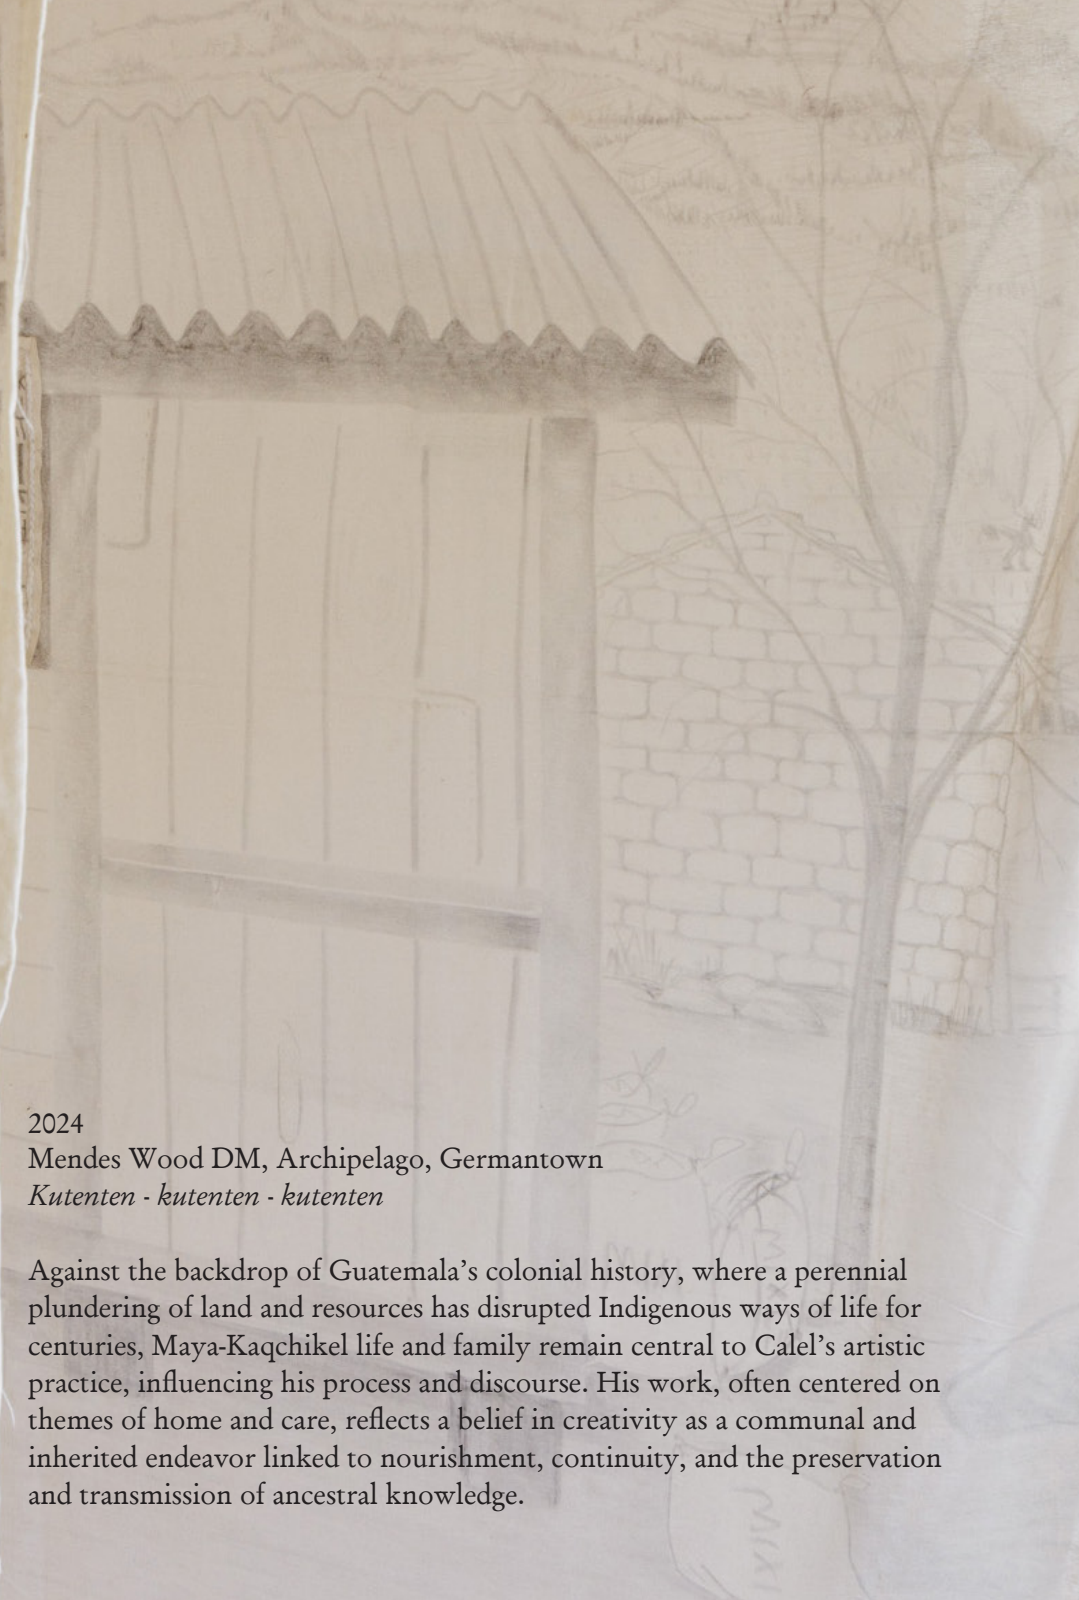 2024
Mendes Wood DM, Archipelago, Germantown
Kutenten - kutenten - kutenten
Against the backdrop of Guatemala’s colonial history, where a perennial
plundering of land and resources has disrupted Indigenous ways of life for
centuries, Maya-Kaqchikel life and family remain central to Calel’s artistic
practice, influencing his process and discourse. His work, often centered on
themes of home and care, reflects a belief in creativity as a communal and
inherited endeavor linked to nourishment, continuity, and the preservation
and transmission of ancestral knowledge.